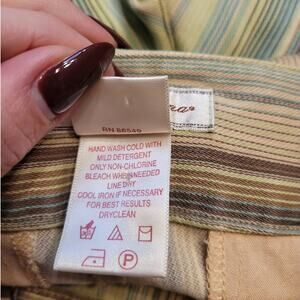 RN 86549
HAND WASH COLD WITH
MILD DETERGENT
ONLY NON-CHLORINE
BLEACH WHEN NEEDED
LINE DRY
COOL IRON IF NECESSARY
FOR BEST RESULTS
DRYCLEAN
P